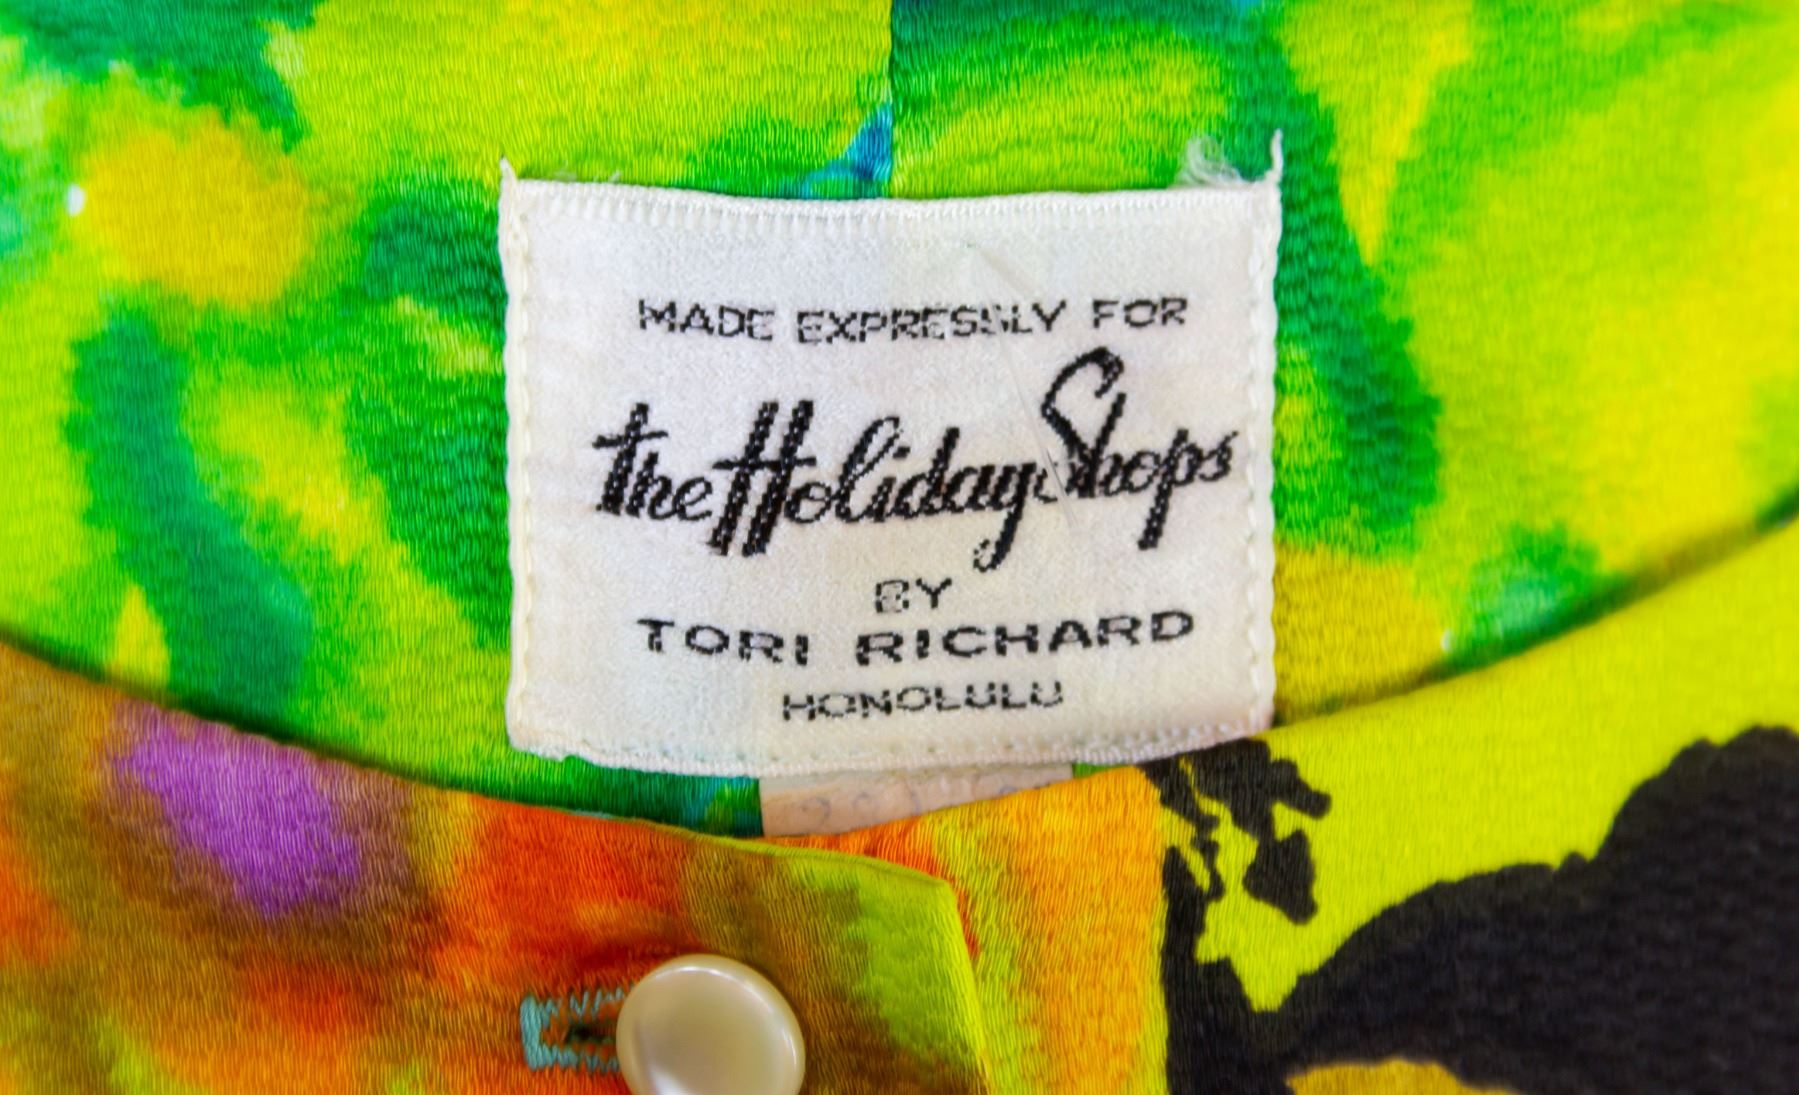 MADE EXPRESSLY FOR
the Holiday Shops
BY
TORI RICHARD
HONOLULU